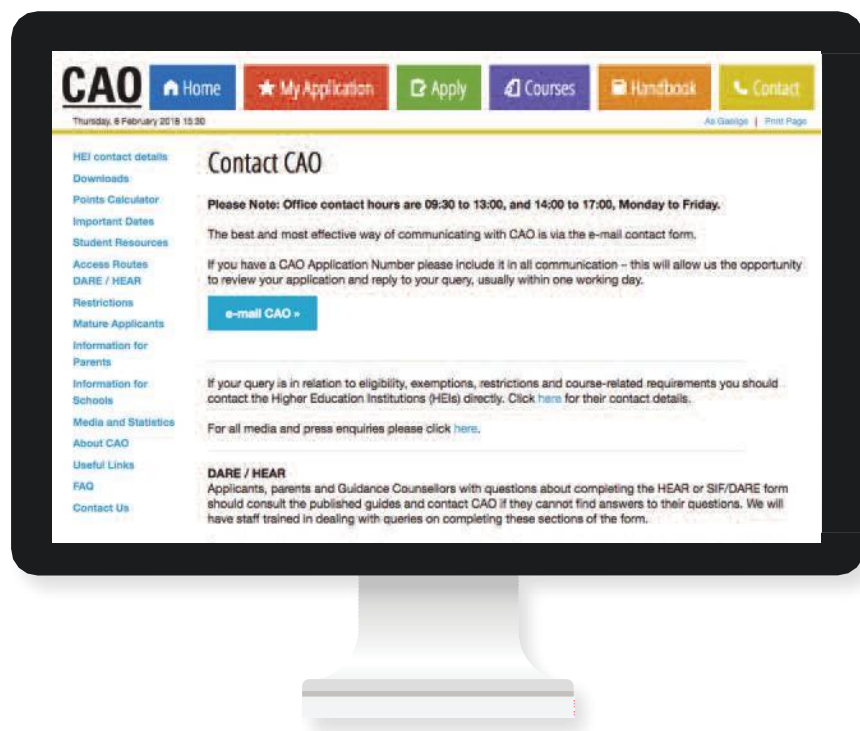 CAO
Home
My Application
Apply
Courses
Handbook
Contact
Thursday, 8 February 2018 15:30
As Gaeilge | Print Page
HEI contact details
Downloads
Points Calculator
Important Dates
Student Resources
Access Routes
DARE / HEAR
Restrictions
Mature Applicants
Information for
Parents
Information for
Schools
Media and Statistics
About CAO
Useful Links
FAQ
Contact Us
Contact CAO
Please Note: Office contact hours are 09:30 to 13:00, and 14:00 to 17:00, Monday to Friday.
The best and most effective way of communicating with CAO is via the e-mail contact form.
If you have a CAO Application Number please include it in all communication – this will allow us the opportunity
to review your application and reply to your query, usually within one working day.
e-mail CAO »
If your query is in relation to eligibility, exemptions, restrictions and course-related requirements you should
contact the Higher Education Institutions (HEIs) directly. Click here for their contact details.
For all media and press enquiries please click here.
DARE / HEAR
Applicants, parents and Guidance Counsellors with questions about completing the HEAR or SIF/DARE form
should consult the published guides and contact CAO if they cannot find answers to their questions. We will
have staff trained in dealing with queries on completing these sections of the form.